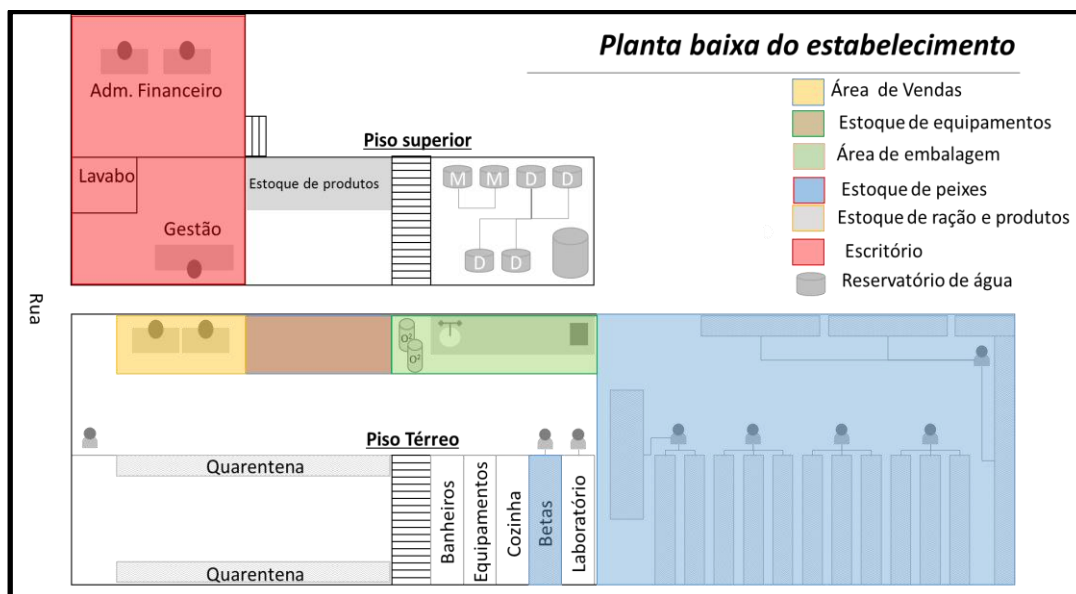 Planta baixa do estabelecimento
Adm. Financeiro
Lavabo
Gestão
Estoque de produtos
Piso superior
M M D D
D D
Área de Vendas
Estoque de equipamentos
Área de embalagem
Estoque de peixes
Estoque de ração e produtos
Escritório
Reservatório de água
Rua
O²
O²
Piso Térreo
Quarentena
Quarentena
Banheiros
Equipamentos
Cozinha
Betas
Laboratório